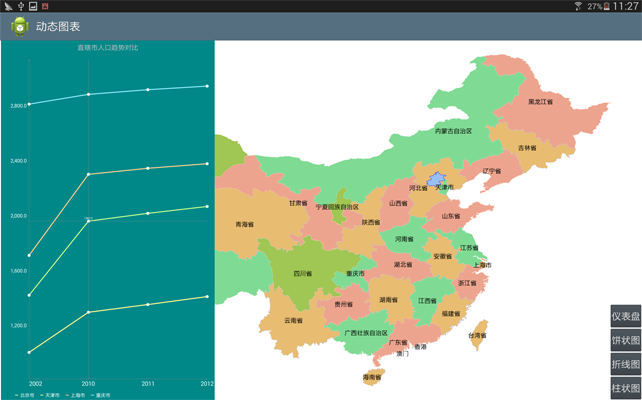 27% 11:27
动态图表
直辖市人口趋势对比
2,800.0
2,400.0
2,000.0
1,600.0
1,200.0
2002 2010 2011 2012
北京市 天津市 上海市 重庆市
黑龙江省
内蒙古自治区
吉林省
辽宁省
河北省 天津市
甘肃省 宁夏回族自治区 山西省
山东省
青海省 陕西省
河南省 江苏省
安徽省
湖北省 上海市
四川省 重庆市
浙江省
湖南省 江西省
贵州省
福建省
云南省
广西壮族自治区 台湾省
广东省 香港
澳门
海南省
仪表盘
饼状图
折线图
柱状图